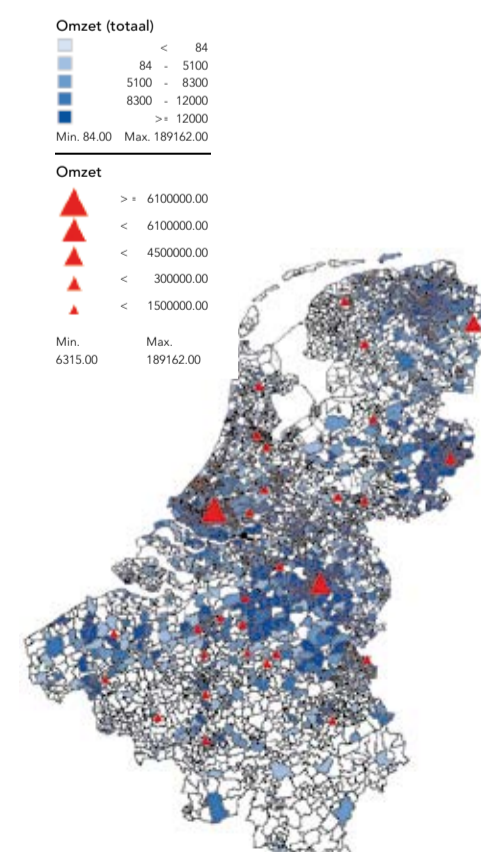 Omzet (totaal)
< 84
84 - 5100
5100 - 8300
8300 - 12000
>= 12000
Min. 84.00 Max. 189162.00
Omzet
>= 6100000.00
< 6100000.00
< 4500000.00
< 300000.00
< 1500000.00
Min. Max.
6315.00 189162.00